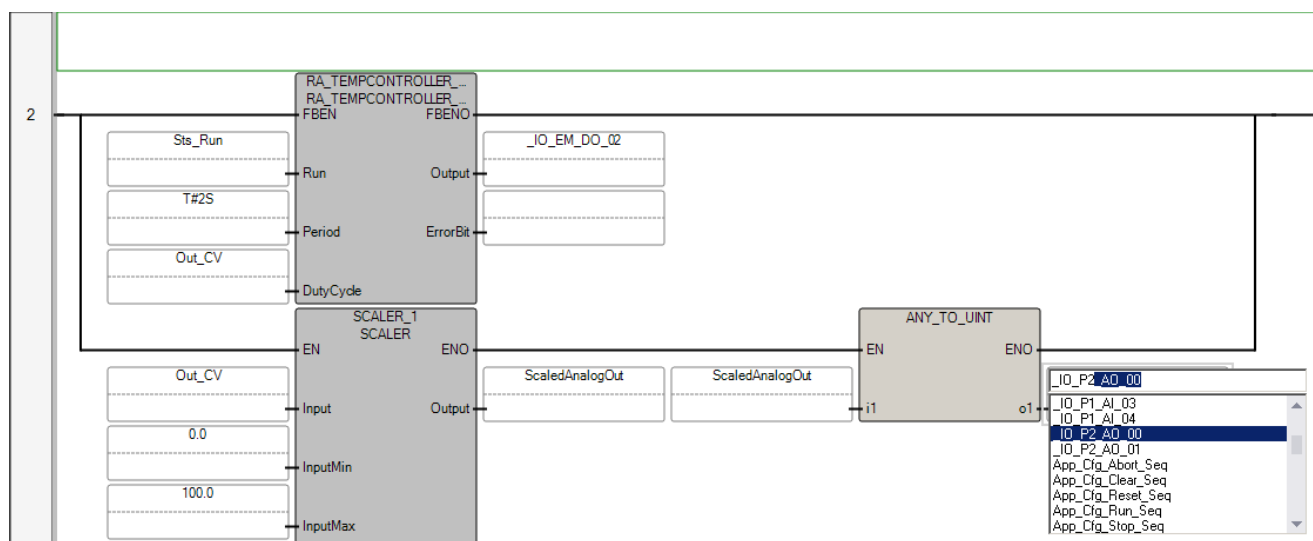 RA_TEMPCONTROLLER_...
RA_TEMPCONTROLLER_...
2
FBEN FBENO
Sts_Run _IO_EM_DO_02
Run Output
T#2S
Period ErrorBit
Out_CV
DutyCycle
SCALER_1 ANY_TO_UINT
SCALER
EN ENO EN ENO
Out_CV ScaledAnalogOut ScaledAnalogOut _IO_P2_AO_00
Input Output i1 o1 _IO_P1_AI_03
_IO_P1_AI_04
0.0 _IO_P2_AO_00
_IO_P2_AO_01
InputMin App_Cfg_Abort_Seq
App_Cfg_Clear_Seq
100.0 App_Cfg_Reset_Seq
App_Cfg_Run_Seq
InputMax App_Cfg_Stop_Seq